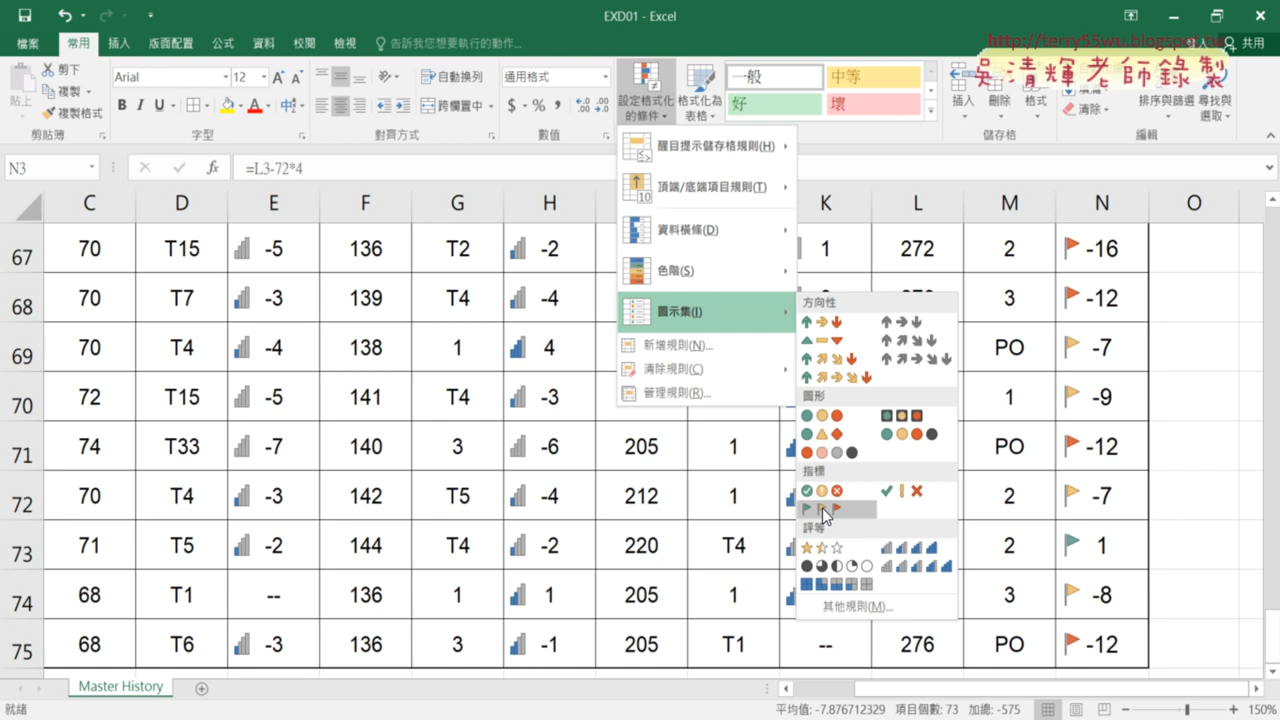 EXD01 - Excel
檔案 常用 插入 版面配置 公式 資料 校閱 檢視 告訴我您想要執行的動作... 共用
http://terry55wu.blogspot.tw
吳清輝老師錄製
貼上 剪下 複製 複製格式 剪貼簿
Arial 12 B I U 字型
自動換列 跨欄置中 對齊方式
通用格式 $ % 數值
設定格式化的條件 格式化為表格
一般 中等 好 壞
插入 刪除 格式 儲存格
清除 排序與篩選 尋找與選取 編輯
N3 fx =L3-72*4
C D E F G H K L M N O
67 70 T15 -5 136 T2 -2 1 272 2 -16
68 70 T7 -3 139 T4 -4 3 -12
69 70 T4 -4 138 1 4 PO -7
70 72 T15 -5 141 T4 -3 1 -9
71 74 T33 -7 140 3 -6 205 1 PO -12
72 70 T4 -3 142 T5 -4 212 1 2 -7
73 71 T5 -2 144 T4 -2 220 T4 2 1
74 68 T1 -- 136 1 1 205 1 3 -8
75 68 T6 -3 136 3 -1 205 T1 -- 276 PO -12
醒目提示儲存格規則(H)
頂端/底端項目規則(T)
資料橫條(D)
色階(S)
圖示集(I)
新增規則(N)...
清除規則(C)
管理規則(R)...
方向性
圖形
指標
評等
其他規則(M)...
Master History
就緒 平均值: -7.876712329 項目個數: 73 加總: -575 150%